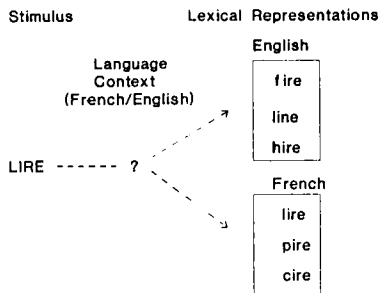 Stimulus Lexical Representations
English
Language
Context
(French/English)
fire
line
hire
LIRE ?
French
lire
pire
cire